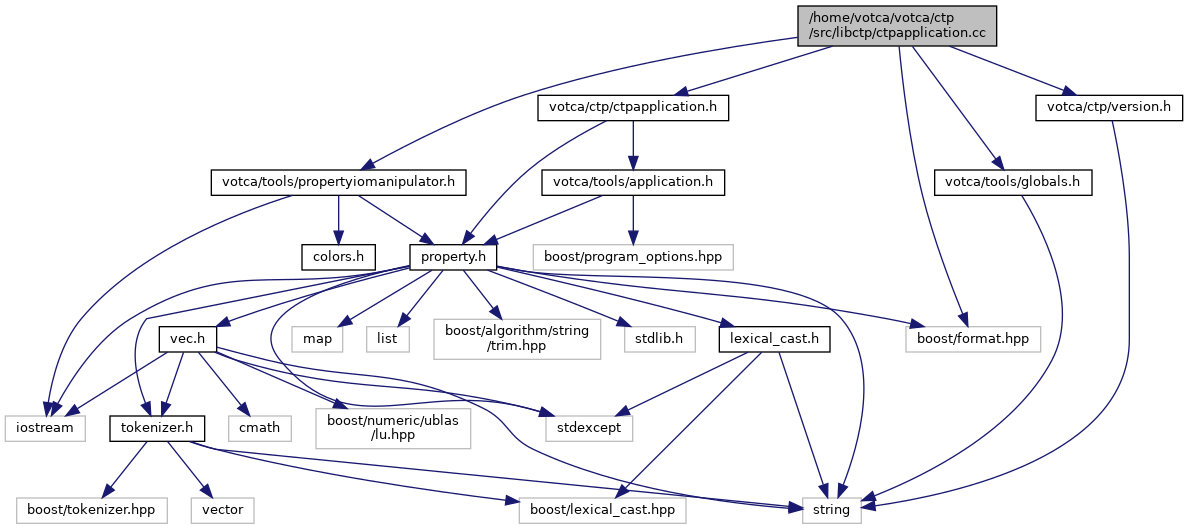 /home/votca/votca/ctp
/src/libctp/ctpapplication.cc
votca/ctp/ctpapplication.h
votca/ctp/version.h
votca/tools/propertyiomanipulator.h
votca/tools/application.h
votca/tools/globals.h
colors.h
property.h
boost/program_options.hpp
vec.h
map
list
boost/algorithm/string
/trim.hpp
stdlib.h
lexical_cast.h
boost/format.hpp
iostream
tokenizer.h
cmath
boost/numeric/ublas
/lu.hpp
stdexcept
boost/tokenizer.hpp
vector
boost/lexical_cast.hpp
string